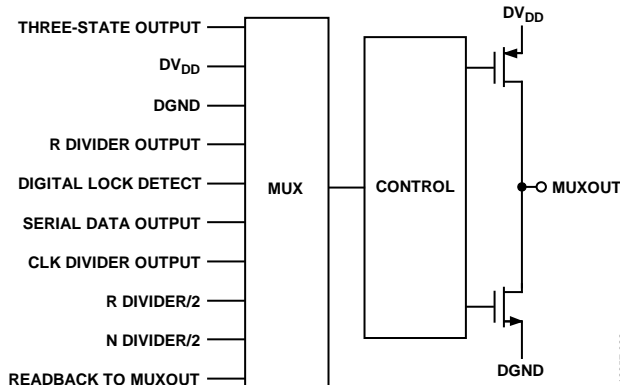 THREE-STATE OUTPUT
DVDD
DGND
R DIVIDER OUTPUT
DIGITAL LOCK DETECT
SERIAL DATA OUTPUT
CLK DIVIDER OUTPUT
R DIVIDER/2
N DIVIDER/2
READBACK TO MUXOUT
MUX
CONTROL
DVDD
MUXOUT
DGND